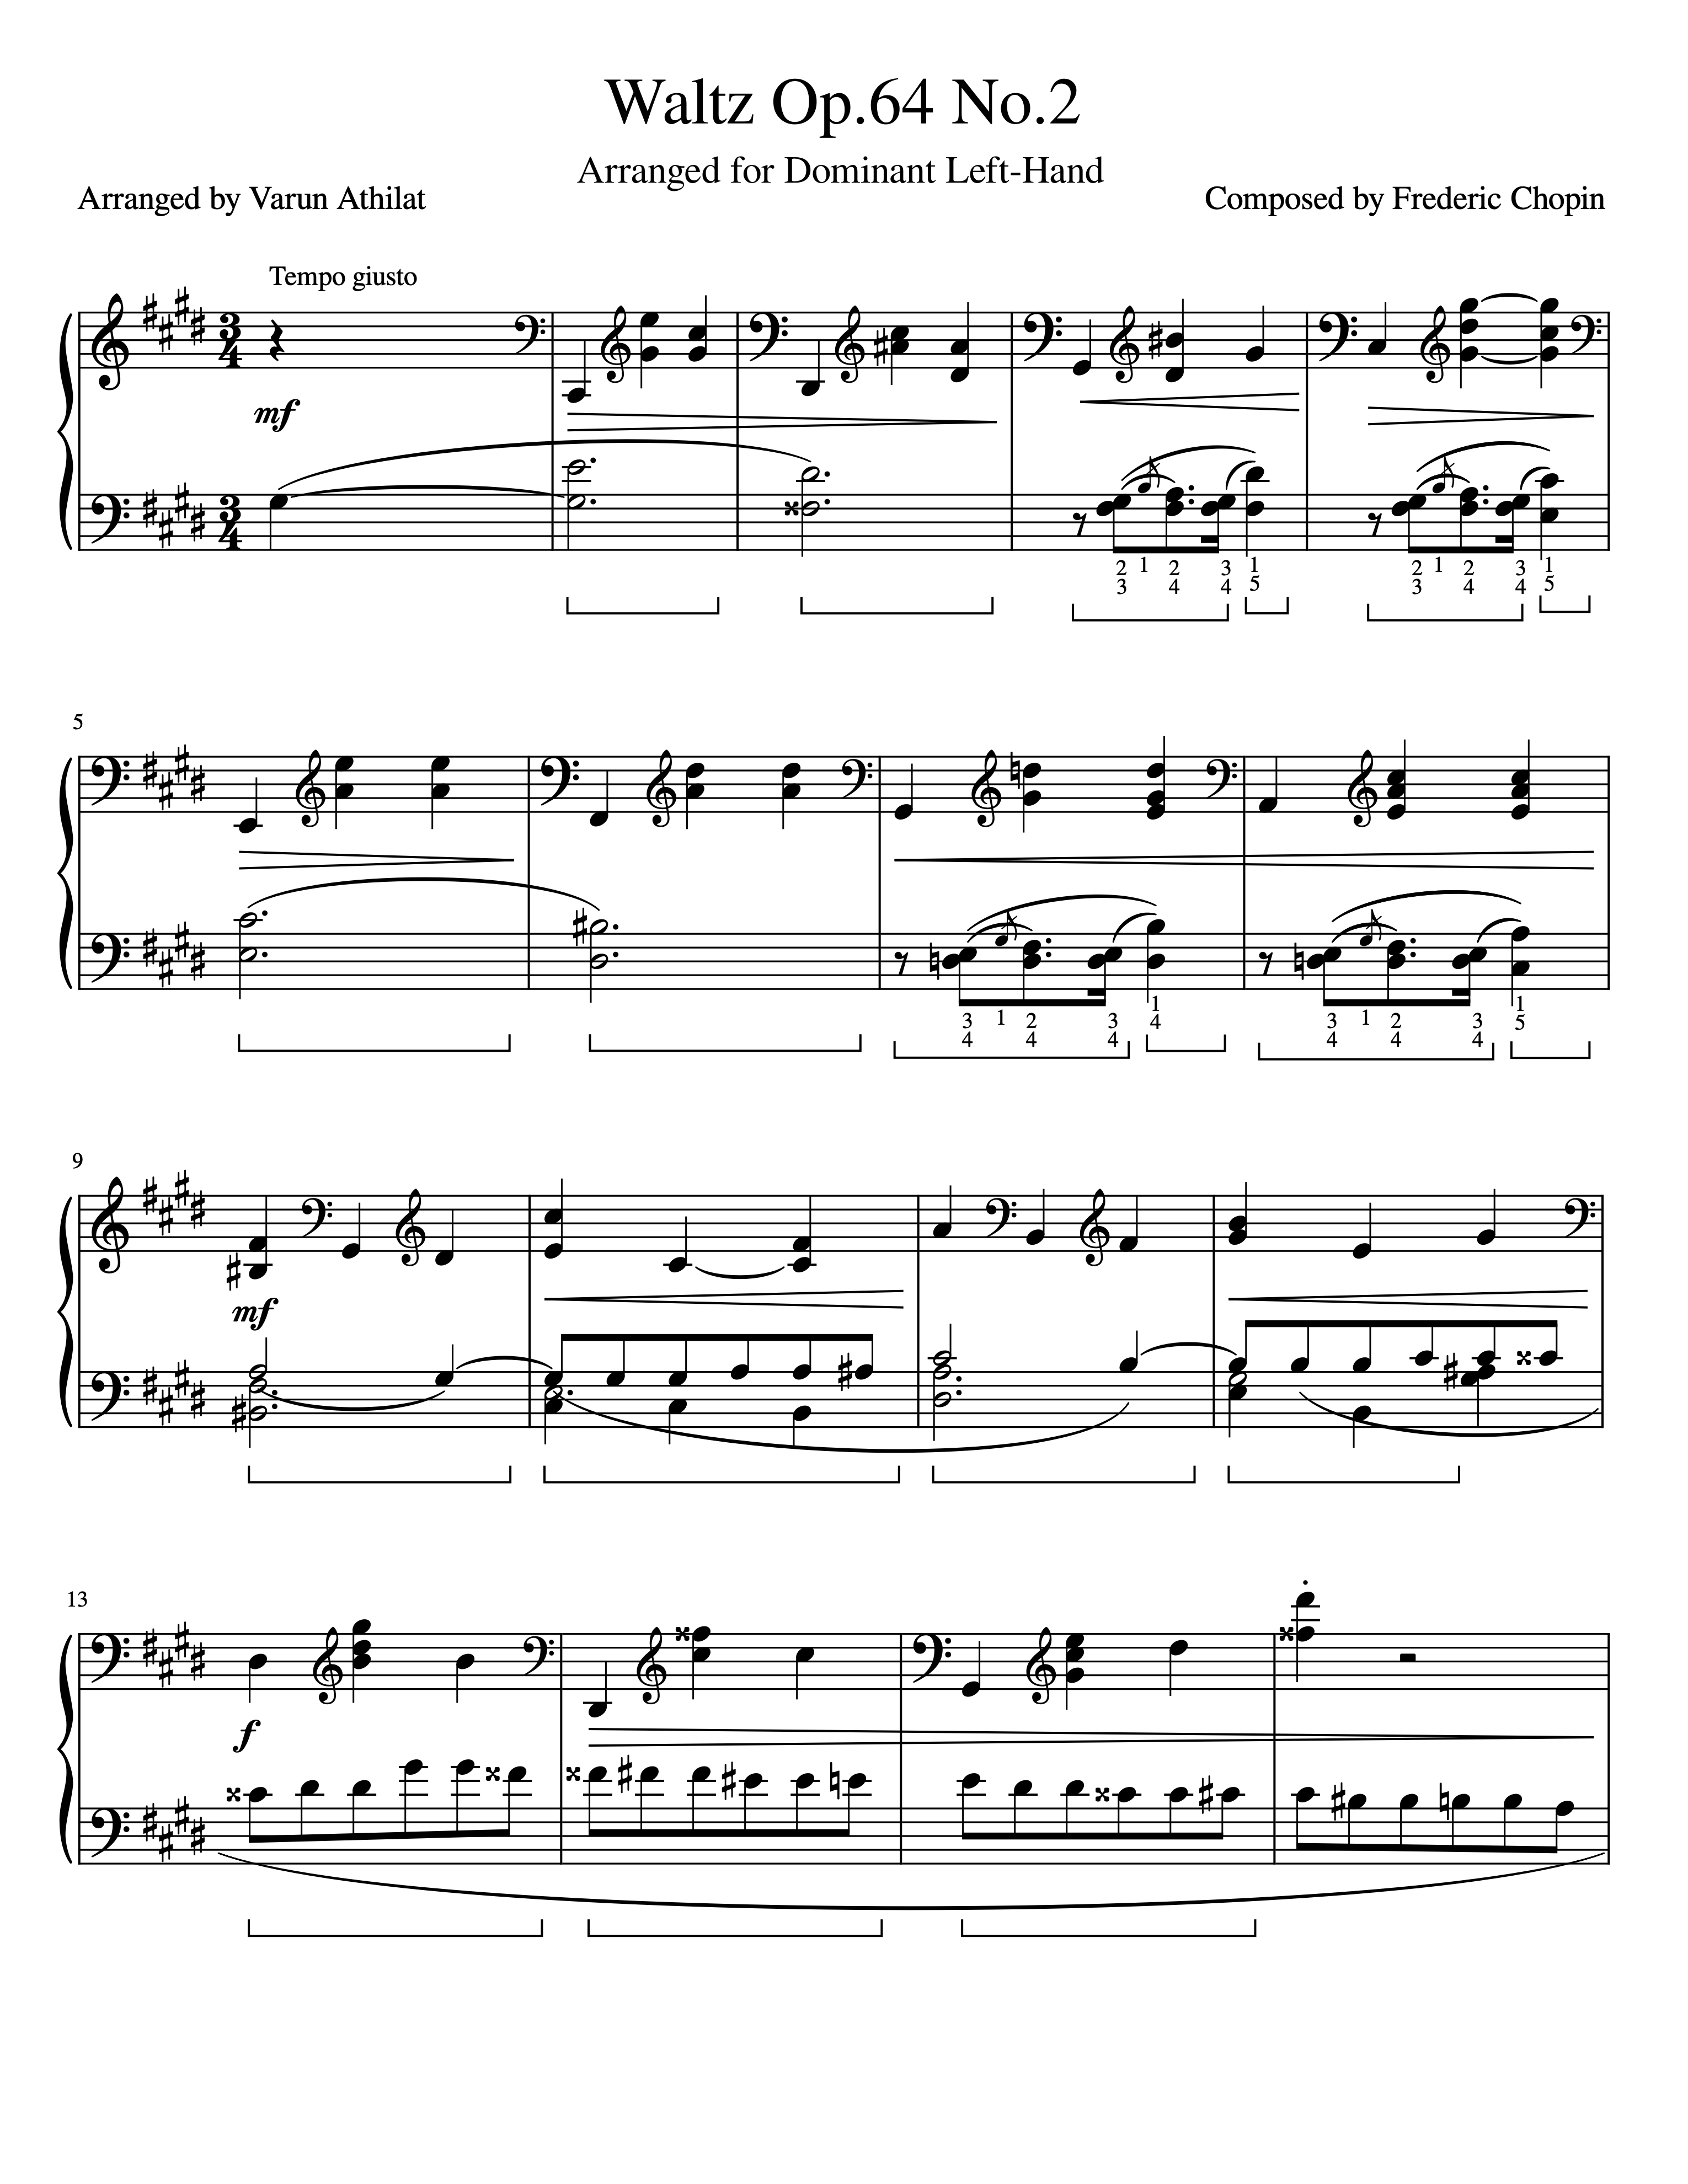 Waltz Op.64 No.2
Arranged for Dominant Left-Hand
Arranged by Varun Athilat
Composed by Frederic Chopin
Tempo giusto
3 4
mf
3 4
2 1 2 3 1 2 1 2 3 1
3 4 4 5 3 4 4 5
5
3 1 2 3 1 3 1 2 3 1
4 4 4 4 4 4 4 5
9
mf
13
f